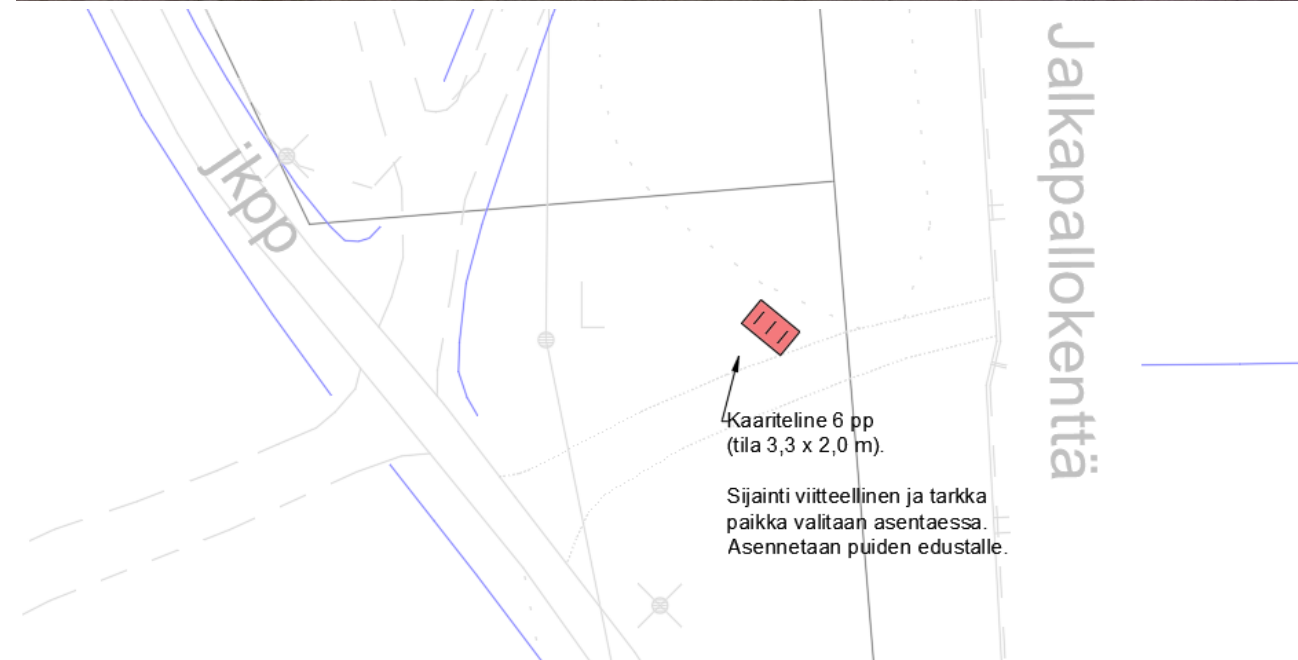 jkpp
L
Jalkapallokenttä
Kaariteline 6 pp
(tila 3,3 x 2,0 m).
Sijainti viitteellinen ja tarkka
paikka valitaan asentaessa.
Asennetaan puiden edustalle.